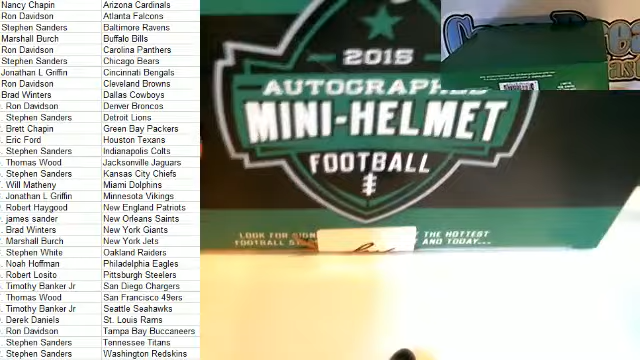 Nancy Chapin Arizona Cardinals
Ron Davidson Atlanta Falcons
Stephen Sanders Baltimore Ravens
Marshall Burch Buffalo Bills
Ron Davidson Carolina Panthers
Stephen Sanders Chicago Bears
Jonathan L Griffin Cincinnati Bengals
Ron Davidson Cleveland Browns
Brad Winters Dallas Cowboys
Ron Davidson Denver Broncos
Stephen Sanders Detroit Lions
Brett Chapin Green Bay Packers
Eric Ford Houston Texans
Stephen Sanders Indianapolis Colts
Thomas Wood Jacksonville Jaguars
Stephen Sanders Kansas City Chiefs
Will Matheny Miami Dolphins
Jonathan L Griffin Minnesota Vikings
Robert Haygood New England Patriots
james sander New Orleans Saints
Brad Winters New York Giants
Marshall Burch New York Jets
Stephen White Oakland Raiders
Noah Hoffman Philadelphia Eagles
Robert Losito Pittsburgh Steelers
Timothy Banker Jr San Diego Chargers
Thomas Wood San Francisco 49ers
Timothy Banker Jr Seattle Seahawks
Derek Daniels St. Louis Rams
Ron Davidson Tampa Bay Buccaneers
Stephen Sanders Tennessee Titans
Stephen Sanders Washington Redskins
2015
AUTOGRAPHED
MINI-HELMET
FOOTBALL
LOOK FOR THE HOTTEST
FOOTBALL AND TODAY...